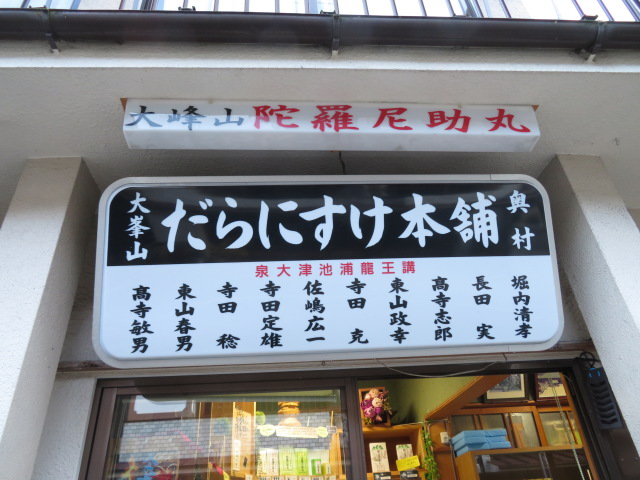 大峰山 陀羅尼助丸
大峯山 だらにすけ本舗 奥村
泉大津池浦龍王講
堀内清孝
長田実
高寺志郎
東山政幸
寺田克
佐嶋広一
寺田定雄
寺田稔
東山春男
高寺敏男